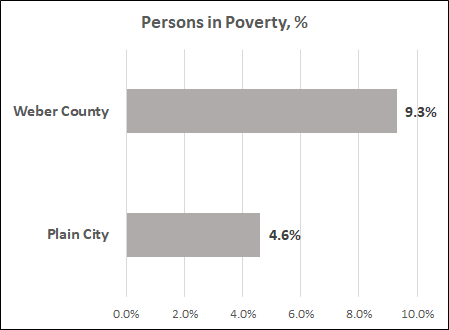 Persons in Poverty, %
Weber County
9.3%
Plain City
4.6%
0.0% 2.0% 4.0% 6.0% 8.0% 10.0%